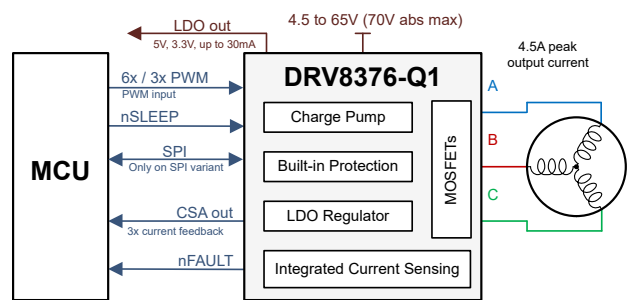 LDO out
5V, 3.3V, up to 30mA
4.5 to 65V (70V abs max)
4.5A peak
output current
MCU
6x / 3x PWM
PWM input
nSLEEP
SPI
Only on SPI variant
CSA out
3x current feedback
nFAULT
DRV8376-Q1
Charge Pump
Built-in Protection
LDO Regulator
Integrated Current Sensing
MOSFETs
A
B
C